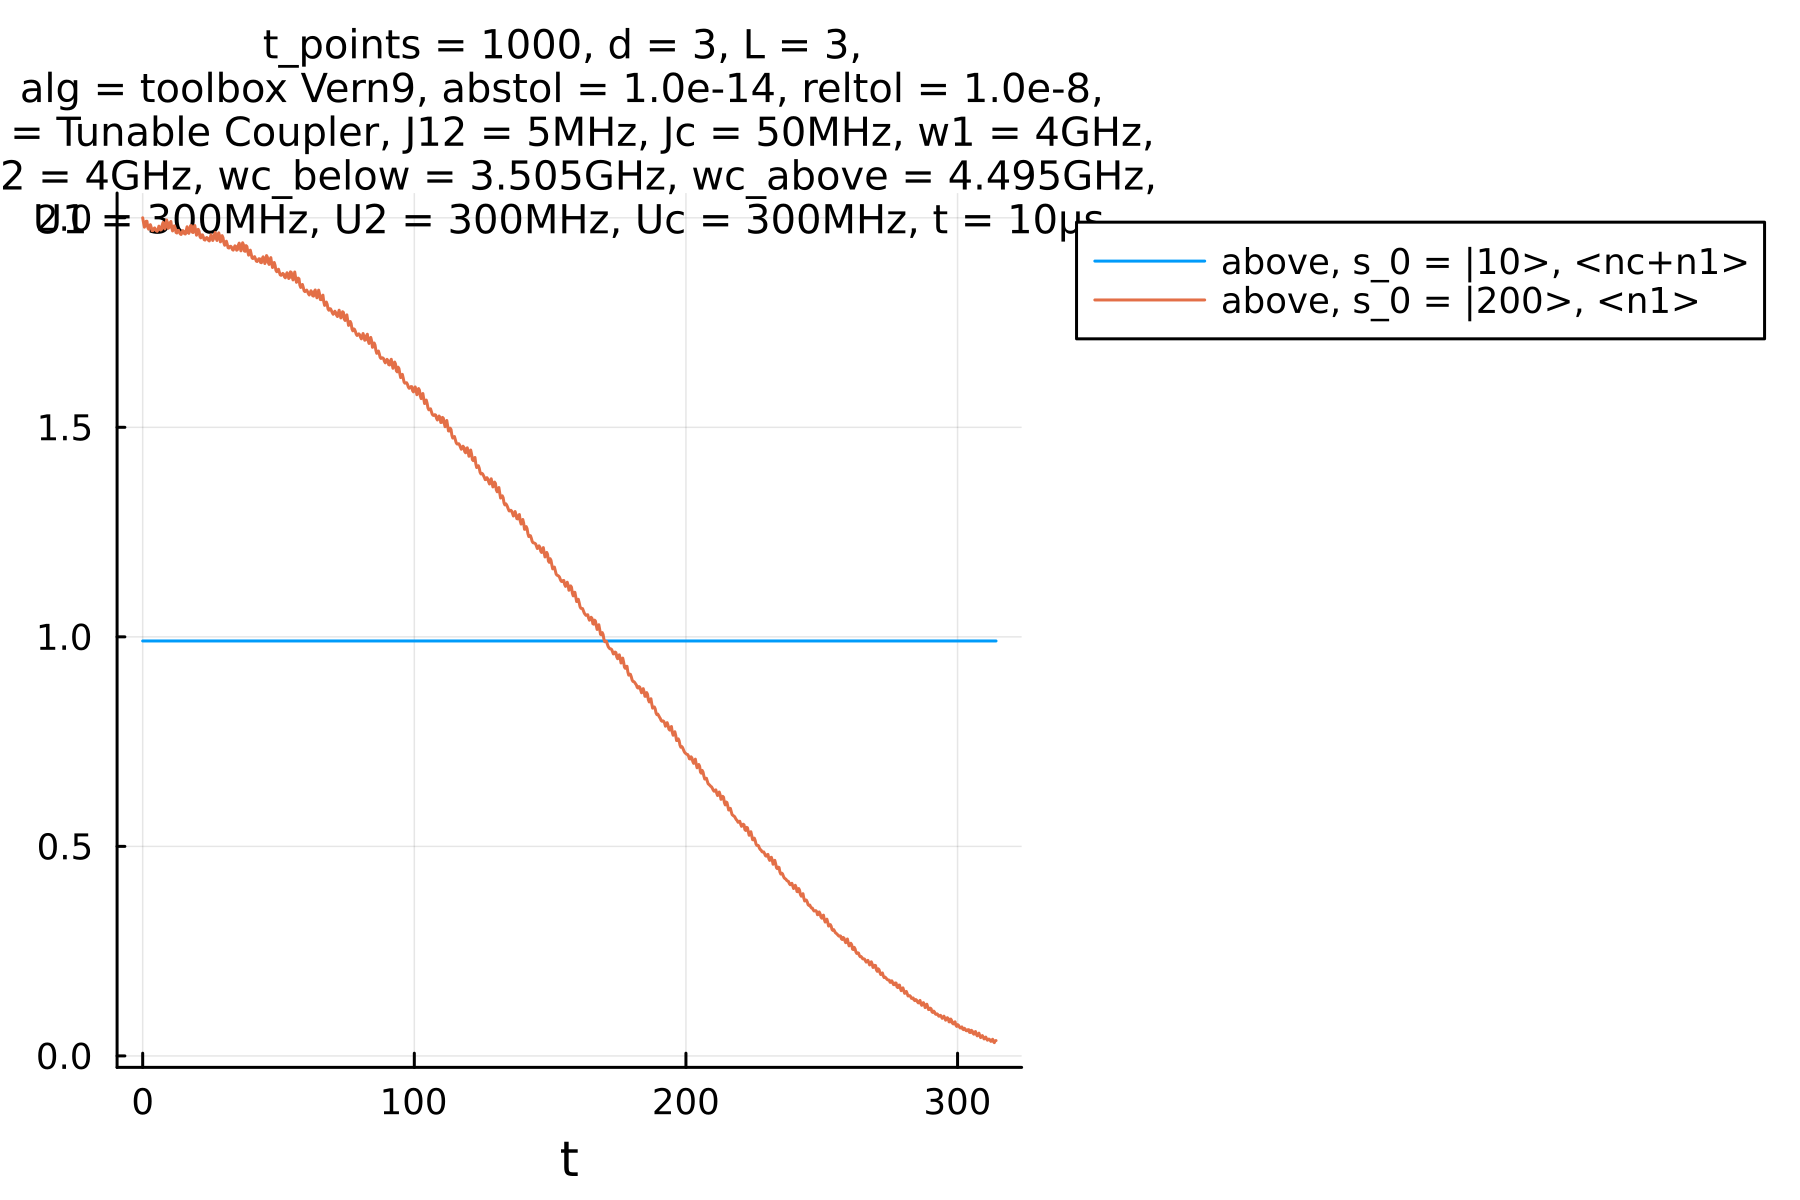 t_points = 1000, d = 3, L = 3,
alg = toolbox Vern9, abstol = 1.0e-14, reltol = 1.0e-8,
= Tunable Coupler, J12 = 5MHz, Jc = 50MHz, w1 = 4GHz,
2 = 4GHz, wc_below = 3.505GHz, wc_above = 4.495GHz,
U1 = 300MHz, U2 = 300MHz, Uc = 300MHz, t = 10μs
above, s_0 = |10>, <nc+n1>
above, s_0 = |200>, <n1>
2.0
1.5
1.0
0.5
0.0
0 100 200 300
t